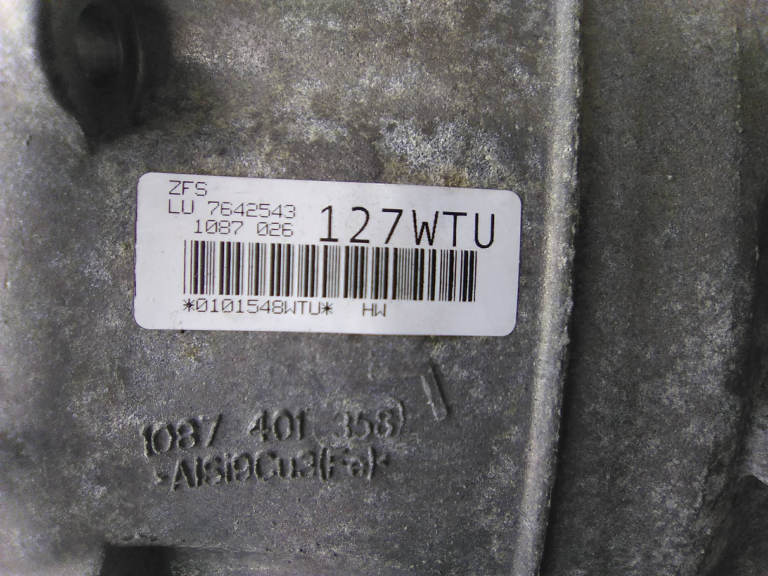 ZFS
LU 7642543
1087 026
127WTU
*0101548WTU* HW
1087 401 358
>AlSi9Cu3(Fe)<